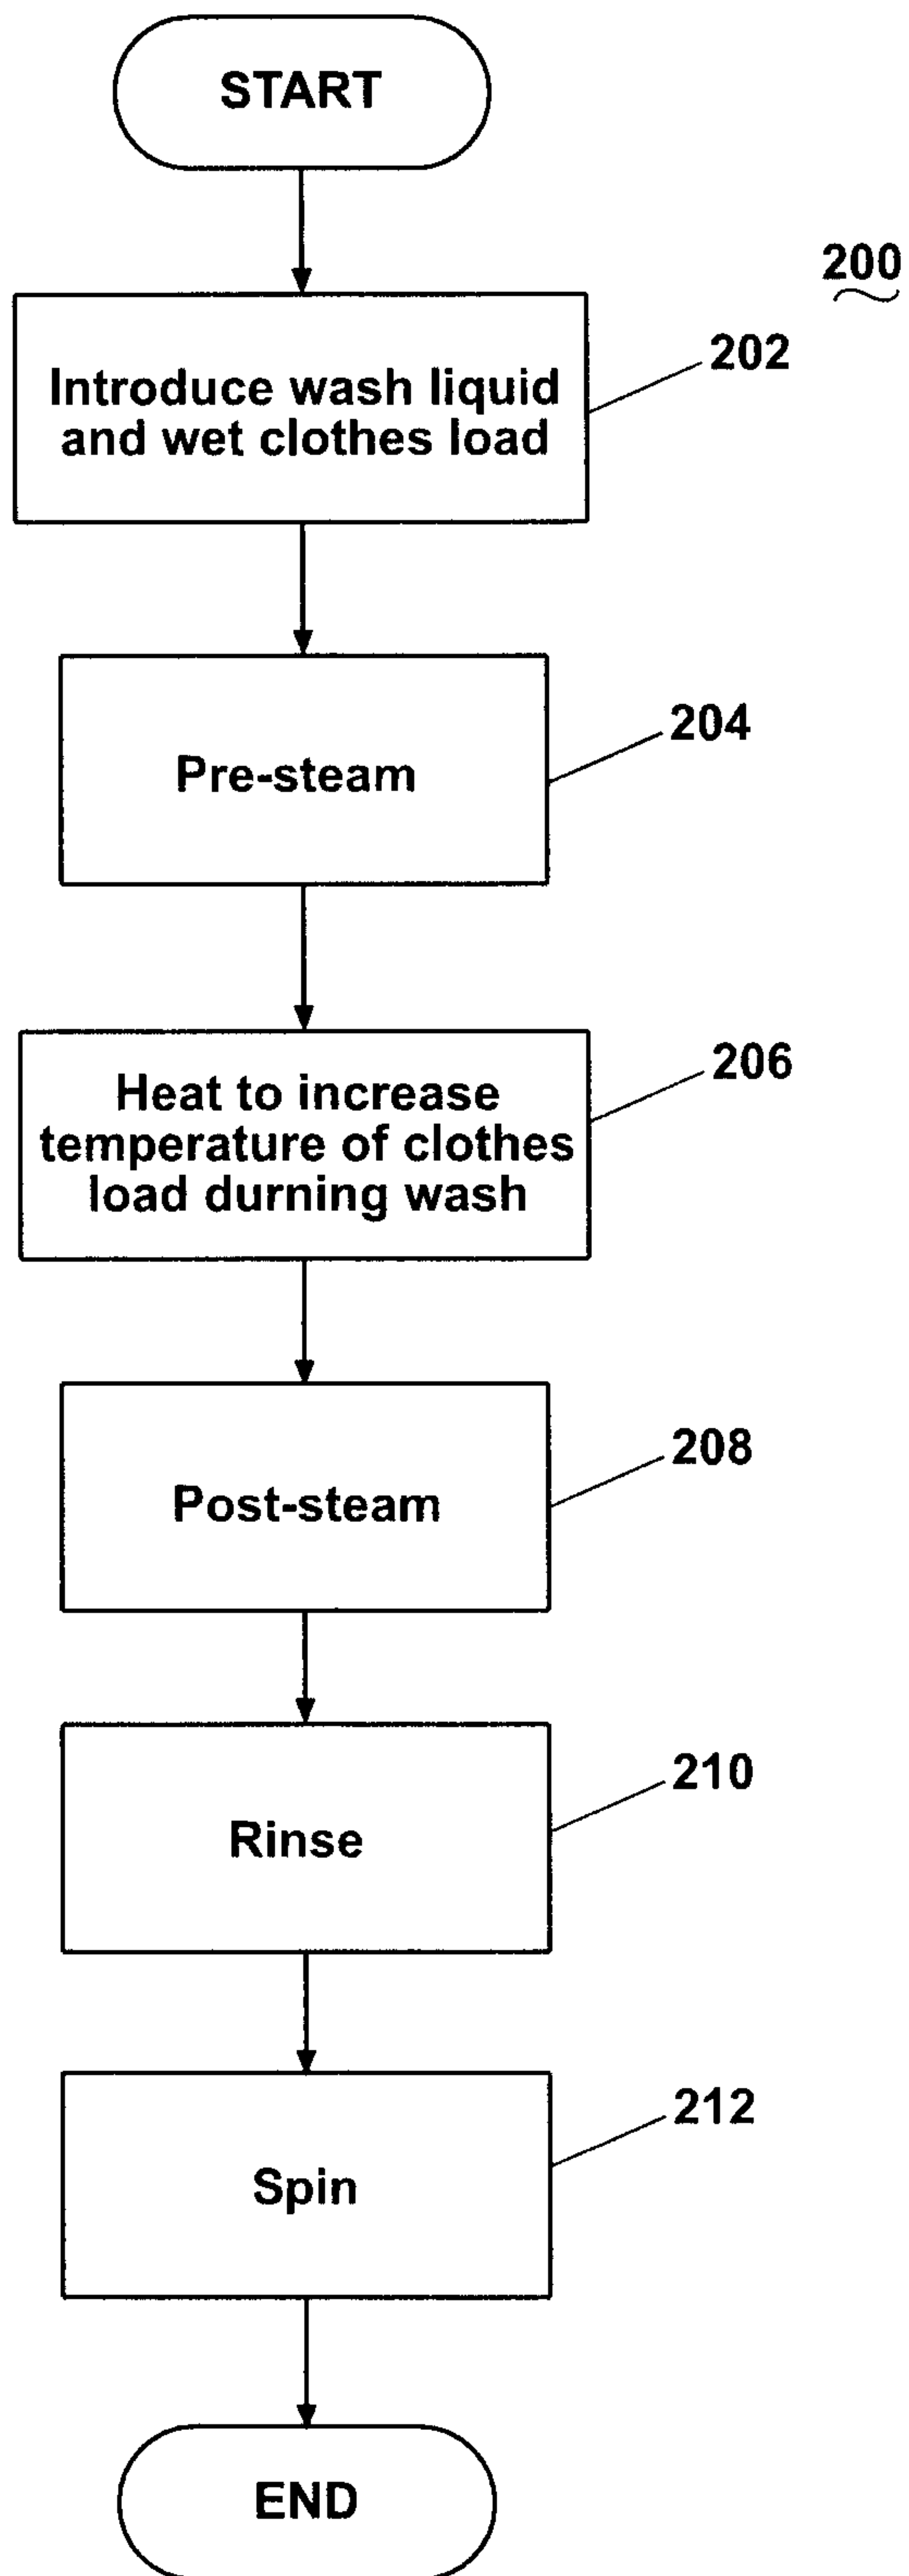 START
200
Introduce wash liquid
and wet clothes load
202
Pre-steam
204
Heat to increase
temperature of clothes
load durning wash
206
Post-steam
208
Rinse
210
Spin
212
END